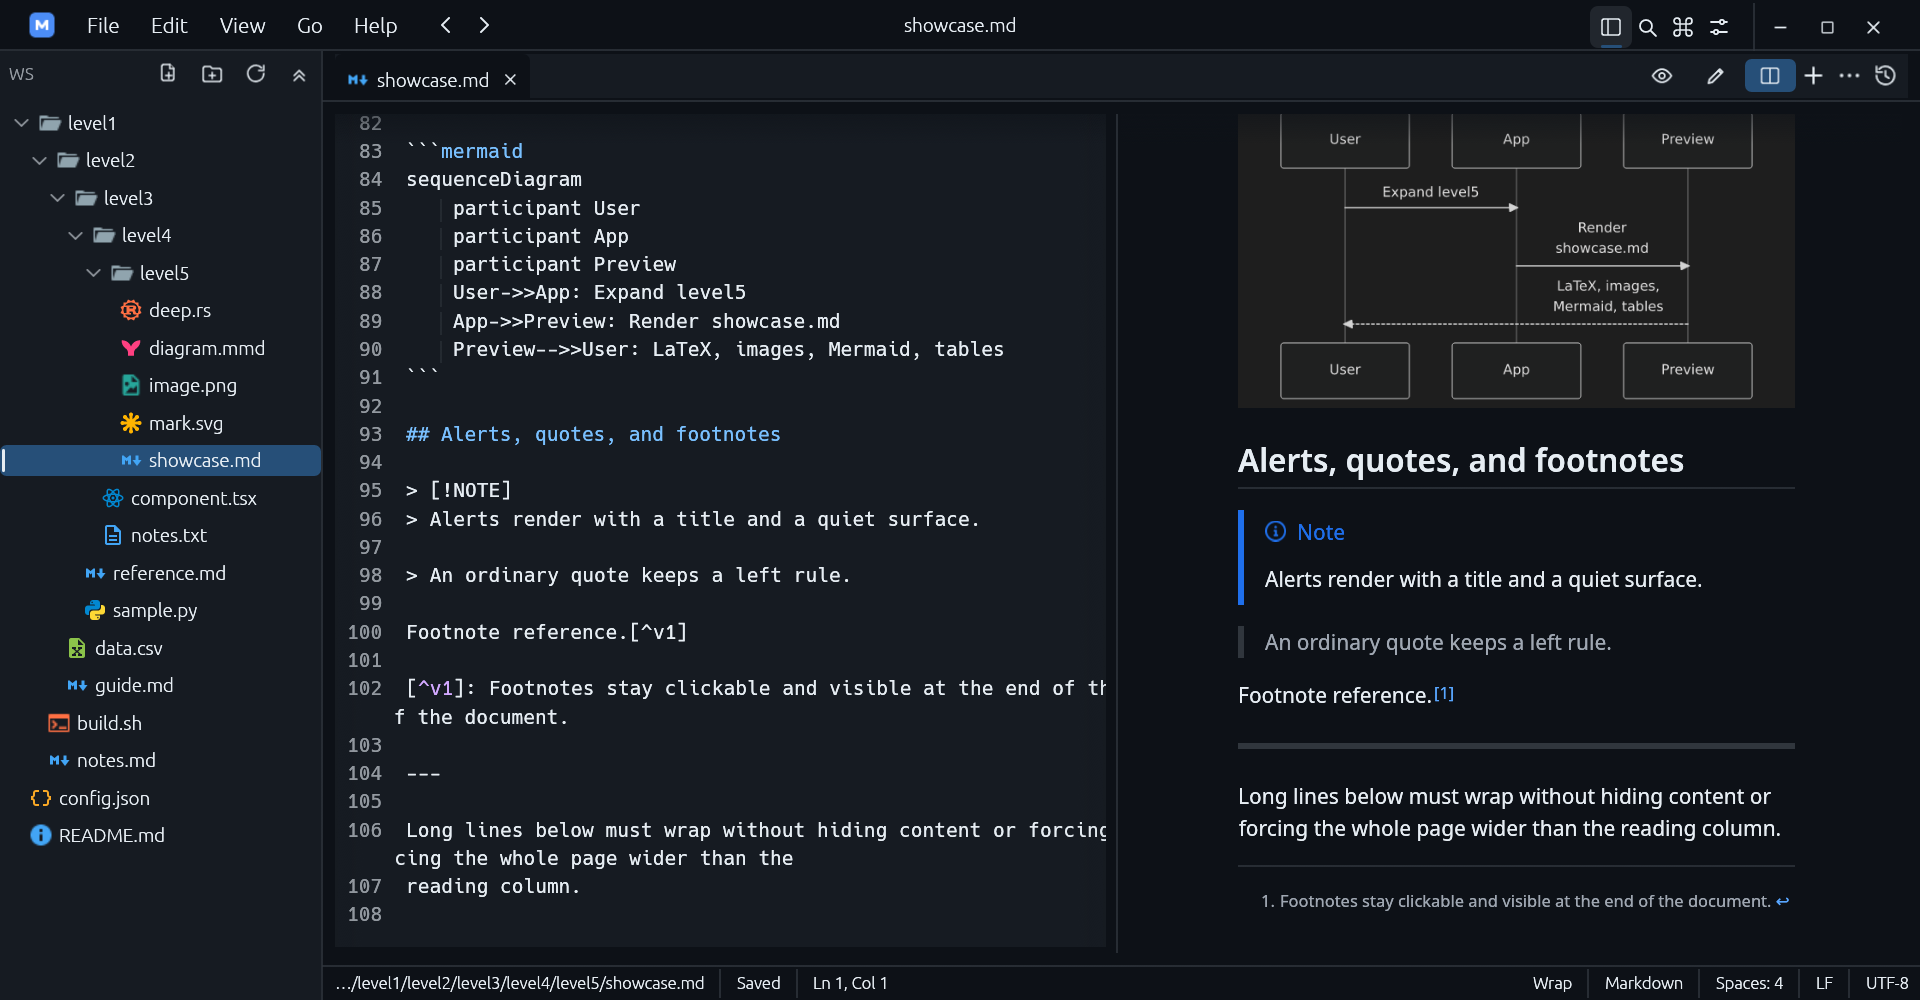 M File Edit View Go Help showcase.md
WS
showcase.md
level1
level2
level3
level4
level5
deep.rs
diagram.mmd
image.png
mark.svg
showcase.md
component.tsx
notes.txt
reference.md
sample.py
data.csv
guide.md
build.sh
notes.md
config.json
README.md
82
83 ```mermaid
84 sequenceDiagram
85 participant User
86 participant App
87 participant Preview
88 User->>App: Expand level5
89 App->>Preview: Render showcase.md
90 Preview-->>User: LaTeX, images, Mermaid, tables
91 ```
92
93 ## Alerts, quotes, and footnotes
94
95 > [!NOTE]
96 > Alerts render with a title and a quiet surface.
97
98 > An ordinary quote keeps a left rule.
99
100 Footnote reference.[^v1]
101
102 [^v1]: Footnotes stay clickable and visible at the end of th
f the document.
103
104 ---
105
106 Long lines below must wrap without hiding content or forcing
cing the whole page wider than the
107 reading column.
108
User App Preview
Expand level5
Render
showcase.md
LaTeX, images,
Mermaid, tables
User App Preview
Alerts, quotes, and footnotes
Note
Alerts render with a title and a quiet surface.
An ordinary quote keeps a left rule.
Footnote reference.[1]
Long lines below must wrap without hiding content or
forcing the whole page wider than the reading column.
1. Footnotes stay clickable and visible at the end of the document. ↩
…/level1/level2/level3/level4/level5/showcase.md Saved Ln 1, Col 1 Wrap Markdown Spaces: 4 LF UTF-8